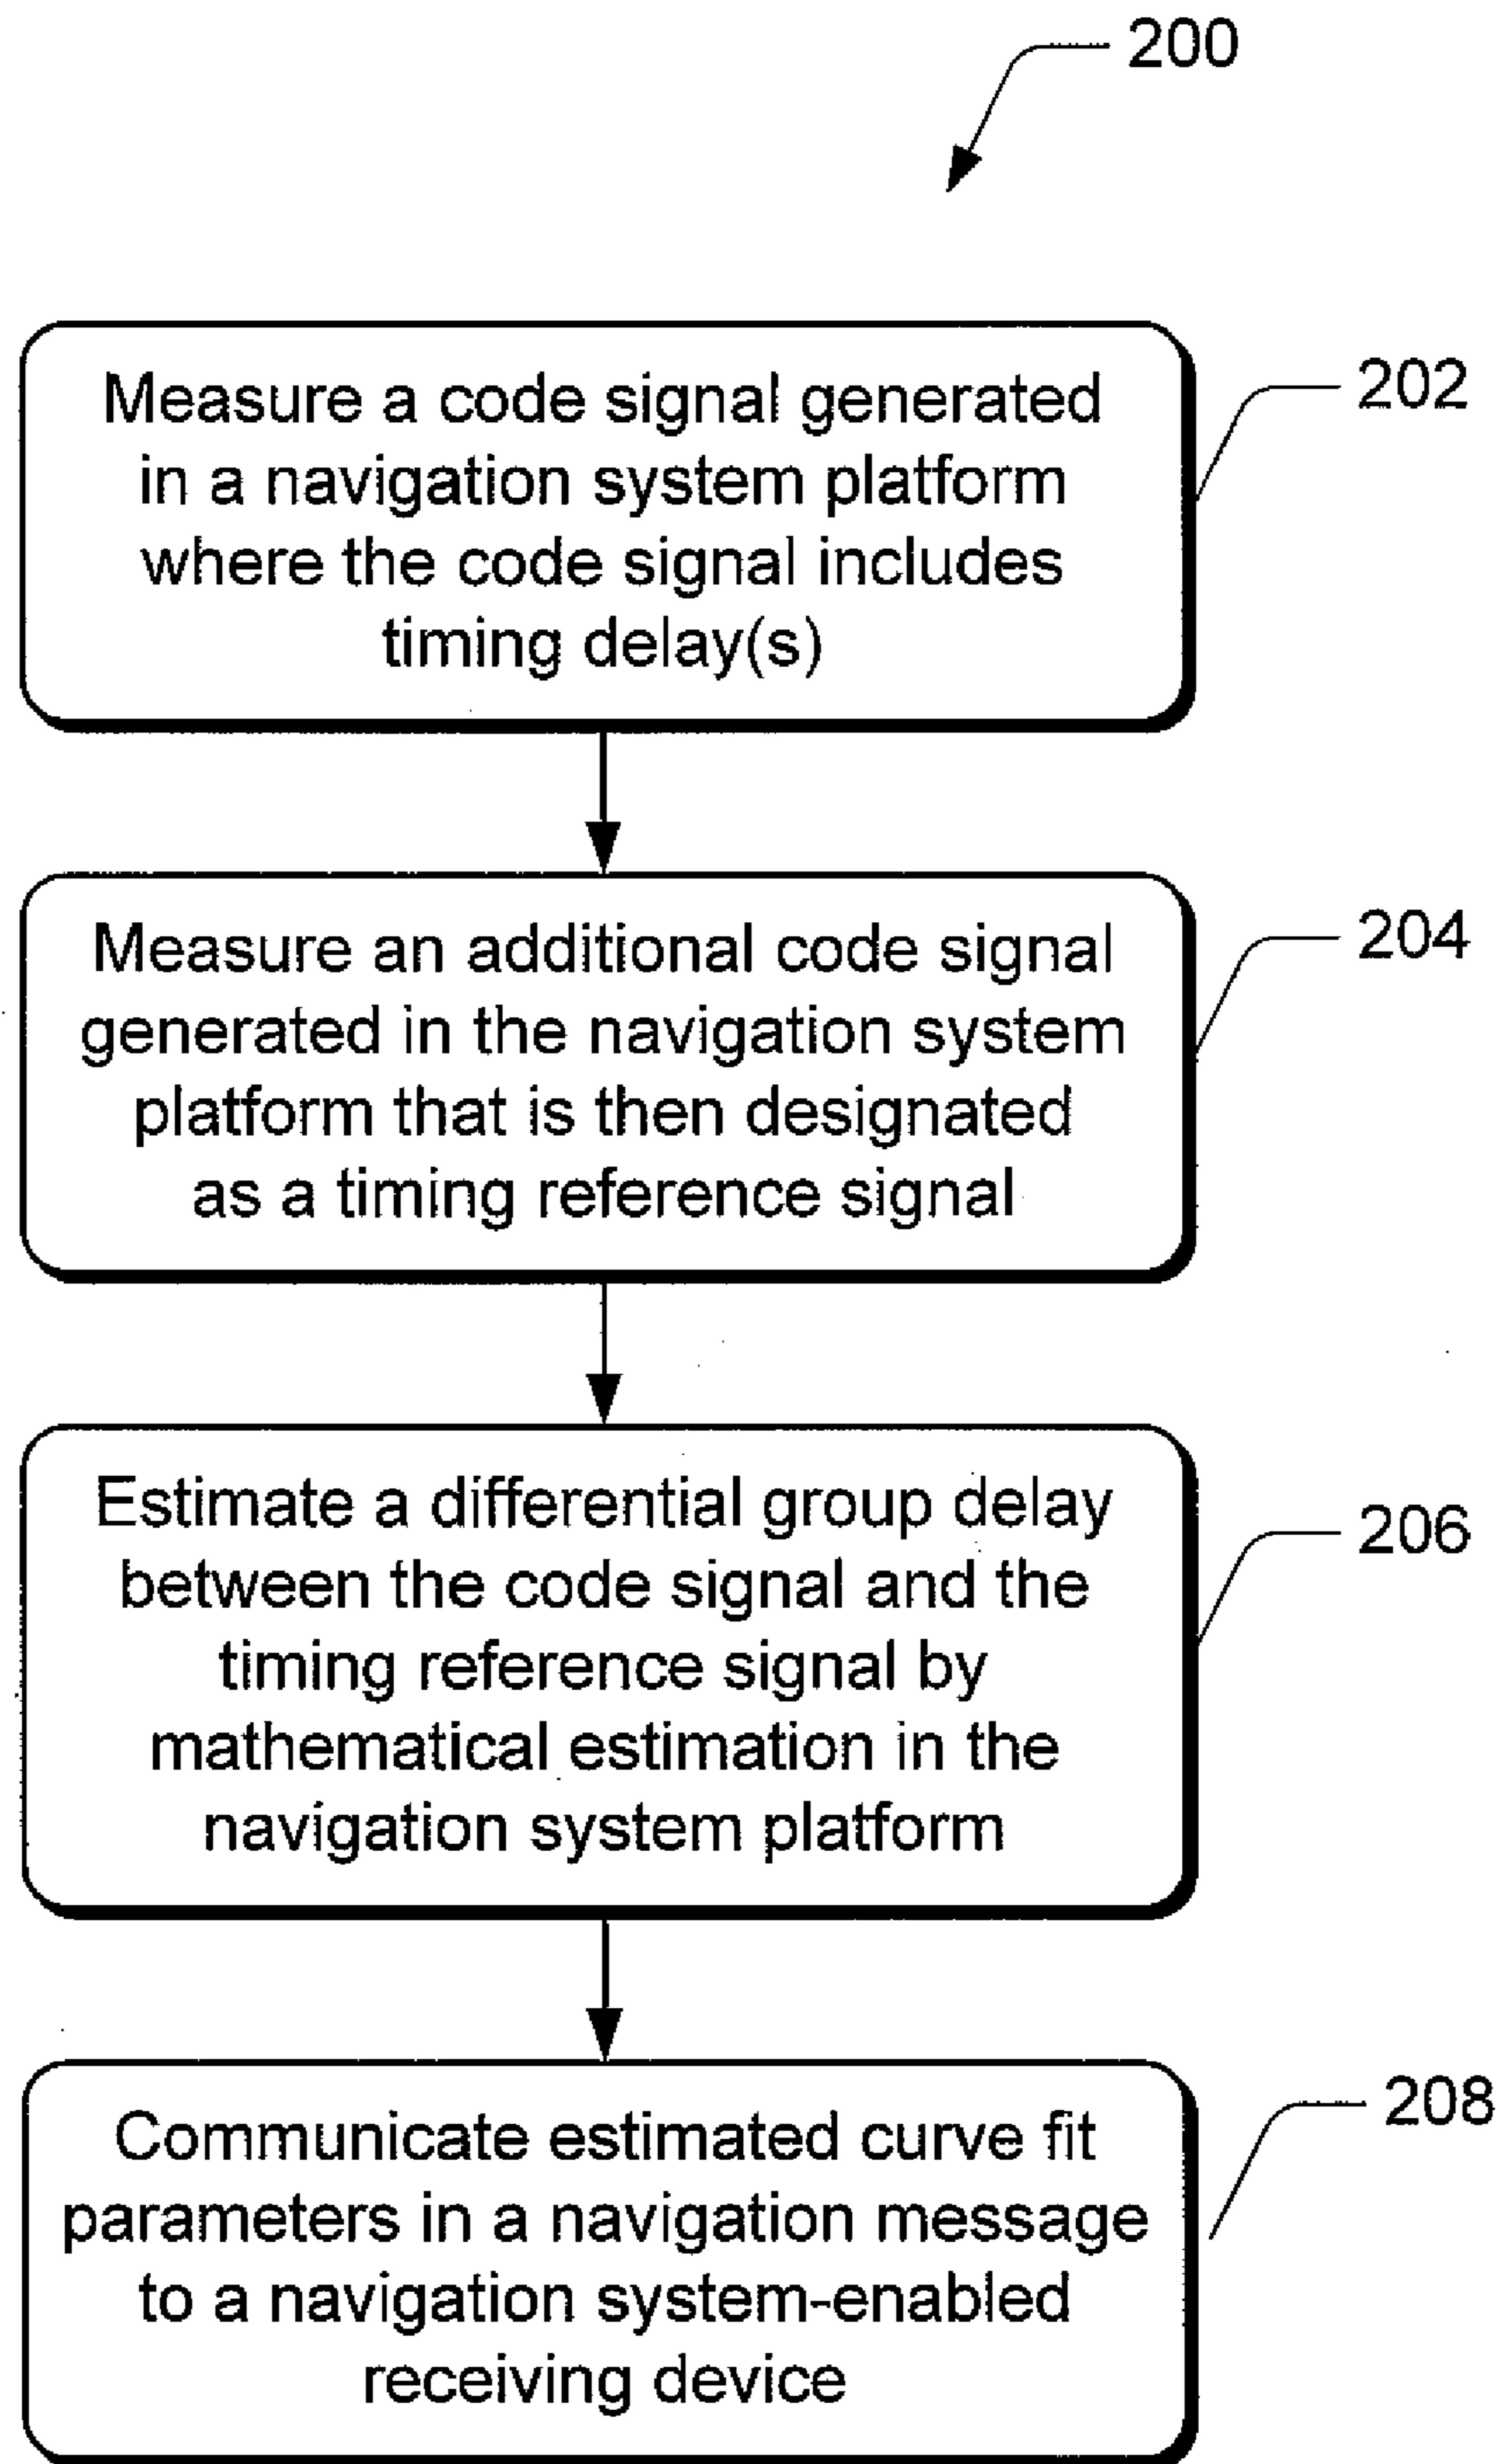 200
Measure a code signal generated
in a navigation system platform
where the code signal includes
timing delay(s)
202
Measure an additional code signal
generated in the navigation system
platform that is then designated
as a timing reference signal
204
Estimate a differential group delay
between the code signal and the
timing reference signal by
mathematical estimation in the
navigation system platform
206
Communicate estimated curve fit
parameters in a navigation message
to a navigation system-enabled
receiving device
208